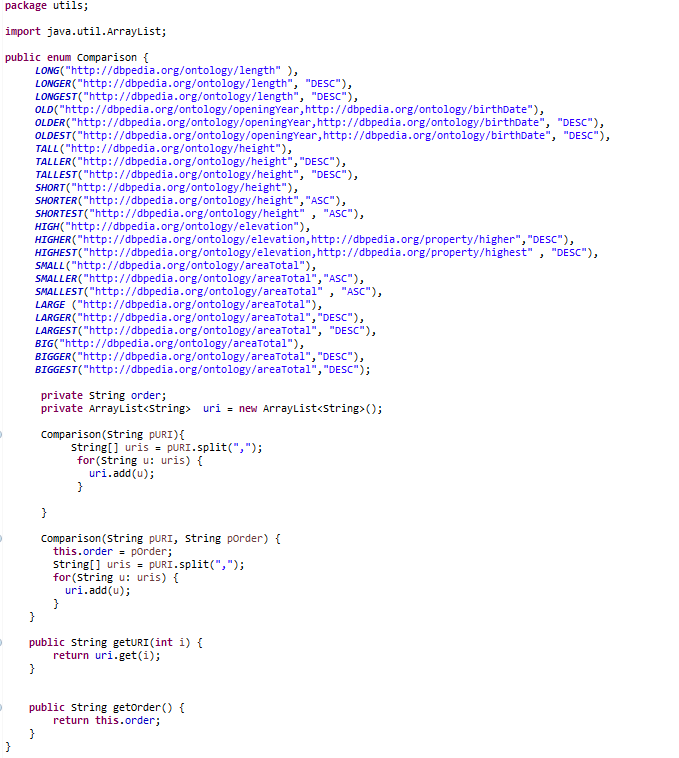 package utils;
import java.util.ArrayList;
public enum Comparison {
LONG("http://dbpedia.org/ontology/length" ),
LONGER("http://dbpedia.org/ontology/length", "DESC"),
LONGEST("http://dbpedia.org/ontology/length", "DESC"),
OLD("http://dbpedia.org/ontology/openingYear,http://dbpedia.org/ontology/birthDate"),
OLDER("http://dbpedia.org/ontology/openingYear,http://dbpedia.org/ontology/birthDate", "DESC"),
OLDEST("http://dbpedia.org/ontology/openingYear,http://dbpedia.org/ontology/birthDate", "DESC"),
TALL("http://dbpedia.org/ontology/height"),
TALLER("http://dbpedia.org/ontology/height","DESC"),
TALLEST("http://dbpedia.org/ontology/height", "DESC"),
SHORT("http://dbpedia.org/ontology/height"),
SHORTER("http://dbpedia.org/ontology/height","ASC"),
SHORTEST("http://dbpedia.org/ontology/height" , "ASC"),
HIGH("http://dbpedia.org/ontology/elevation"),
HIGHER("http://dbpedia.org/ontology/elevation,http://dbpedia.org/property/higher","DESC"),
HIGHEST("http://dbpedia.org/ontology/elevation,http://dbpedia.org/property/highest" , "DESC"),
SMALL("http://dbpedia.org/ontology/areaTotal"),
SMALLER("http://dbpedia.org/ontology/areaTotal","ASC"),
SMALLEST("http://dbpedia.org/ontology/areaTotal" , "ASC"),
LARGE ("http://dbpedia.org/ontology/areaTotal"),
LARGER("http://dbpedia.org/ontology/areaTotal","DESC"),
LARGEST("http://dbpedia.org/ontology/areaTotal", "DESC"),
BIG("http://dbpedia.org/ontology/areaTotal"),
BIGGER("http://dbpedia.org/ontology/areaTotal","DESC"),
BIGGEST("http://dbpedia.org/ontology/areaTotal","DESC");
private String order;
private ArrayList<String>  uri = new ArrayList<String>();
Comparison(String pURI){
String[] uris = pURI.split(",");
for(String u: uris) {
uri.add(u);
}
}
Comparison(String pURI, String pOrder) {
this.order = pOrder;
String[] uris = pURI.split(",");
for(String u: uris) {
uri.add(u);
}
}
public String getURI(int i) {
return uri.get(i);
}
public String getOrder() {
return this.order;
}
}